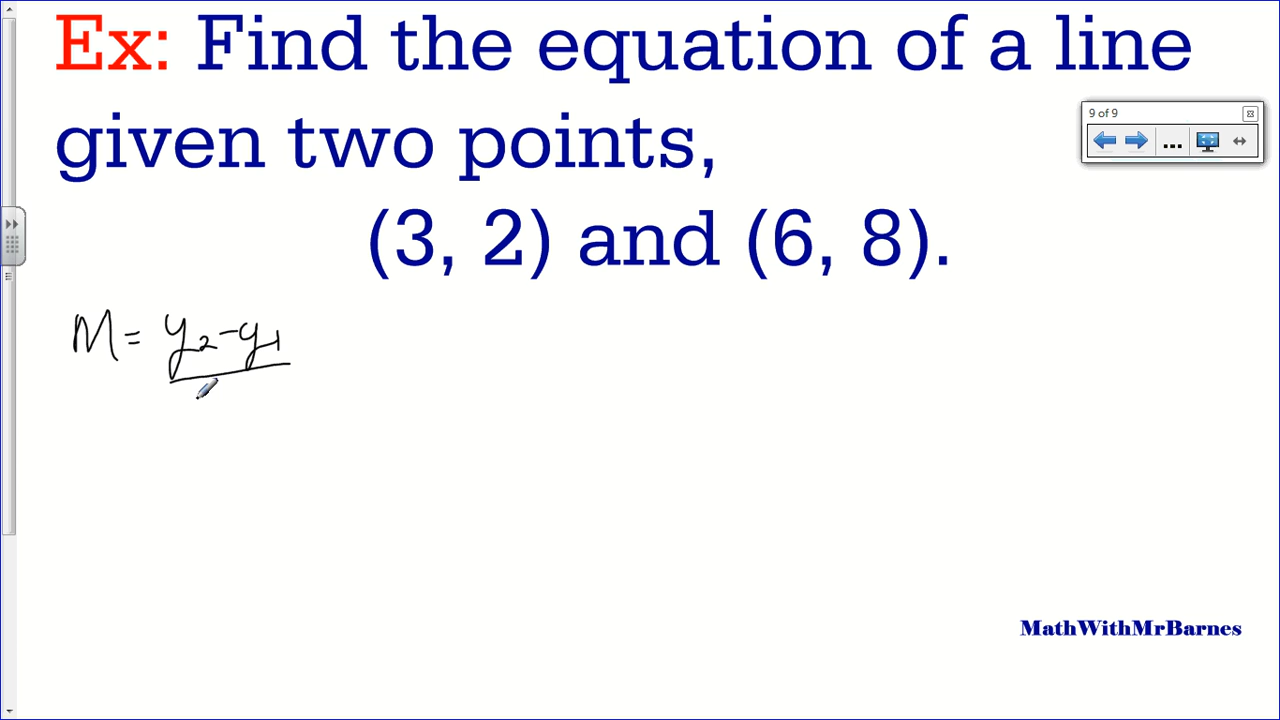 Ex: Find the equation of a line
given two points,
(3, 2) and (6, 8).
9 of 9
...
M = y₂ - y₁
MathWithMrBarnes